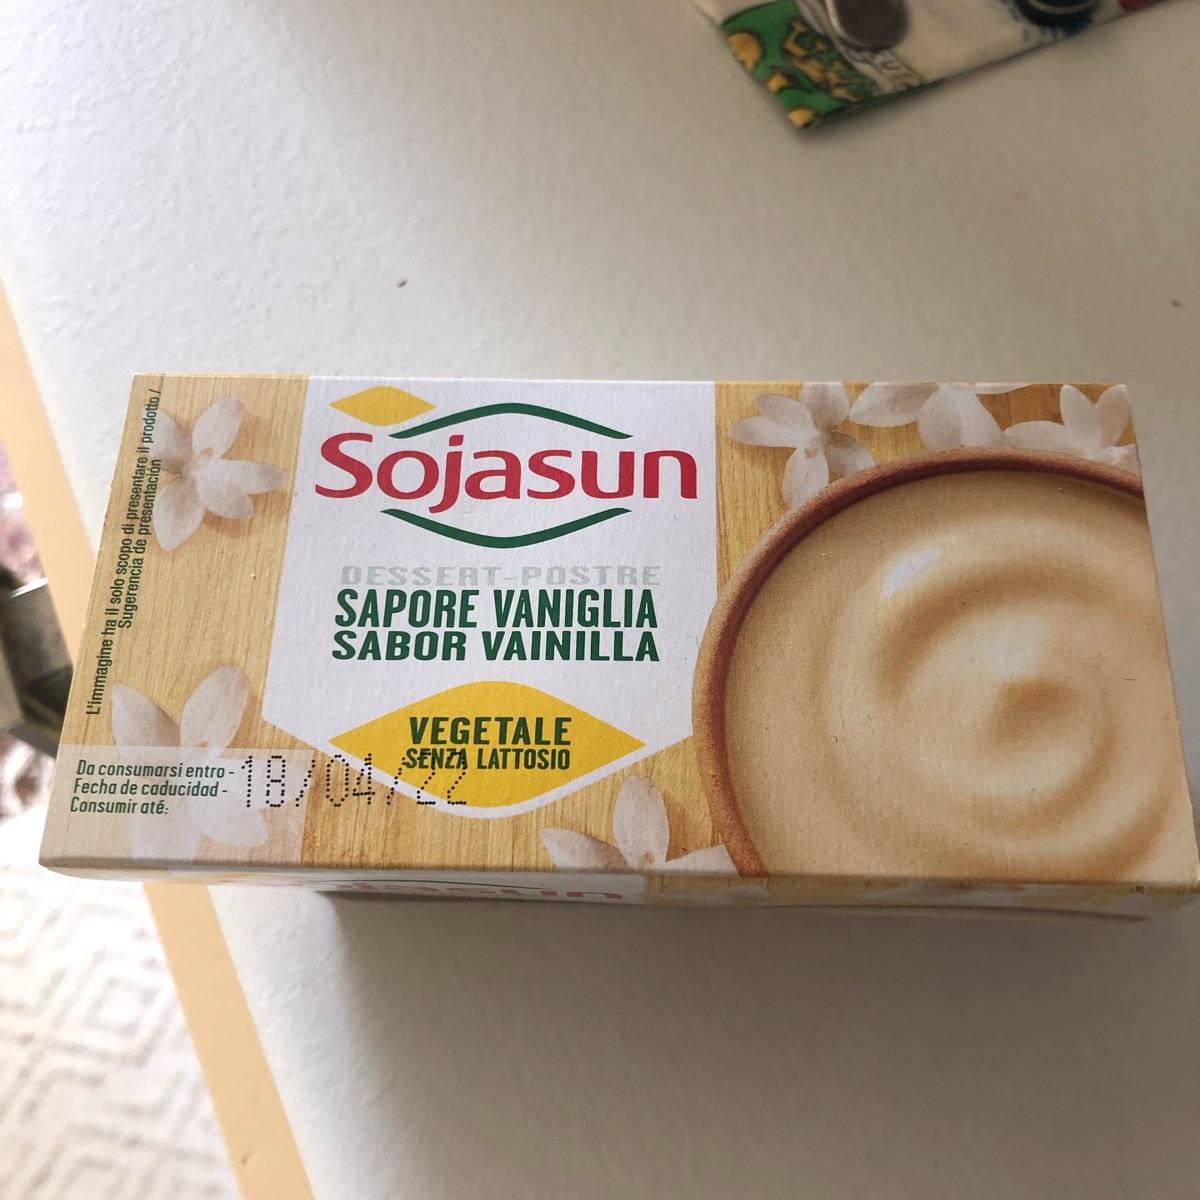 L'immagine ha il solo scopo di presentare il prodotto /
Sugerencia de presentación
Sojasun
DESSERT-POSTRE
SAPORE VANIGLIA
SABOR VAINILLA
VEGETALE
SENZA LATTOSIO
Da consumarsi entro -
Fecha de caducidad -
Consumir até:
18/04/22
Sojasun